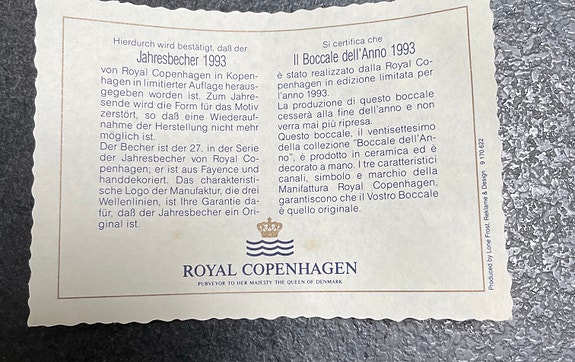 Hierdurch wird bestätigt, daß der
Jahresbecher 1993
von Royal Copenhagen in Kopen-
hagen in limitierter Auflage heraus-
gegeben worden ist. Zum Jahre-
sende wird die Form für das Motiv
zerstört, so daß eine Wiederauf-
nahme der Herstellung nicht mehr
möglich ist.
Der Becher ist der 27. in der Serie
der Jahresbecher von Royal Co-
penhagen; er ist aus Fayence und
handdekoriert. Das charakteristi-
sche Logo der Manufaktur, die drei
Wellenlinien, ist Ihre Garantie da-
für, daß der Jahresbecher ein Ori-
ginal ist.
Si certifica che
Il Boccale dell'Anno 1993
è stato realizzato dalla Royal Co-
penhagen in edizione limitata per
l'anno 1993.
La produzione di questo boccale
cesserà alla fine dell'anno e non
verra mai più ripresa.
Questo boccale, il ventisettesimo
della collezione "Boccale dell'An-
no", è prodotto in ceramica ed è
decorato a mano. I tre caratteristici
canali, simbolo e marchio della
Manifattura Royal Copenhagen,
garantiscono che il Vostro Boccale
è quello originale.
ROYAL COPENHAGEN
PURVEYOR TO HER MAJESTY THE QUEEN OF DENMARK
Produced by Lone Frost, Reklame & Design 9 170 622